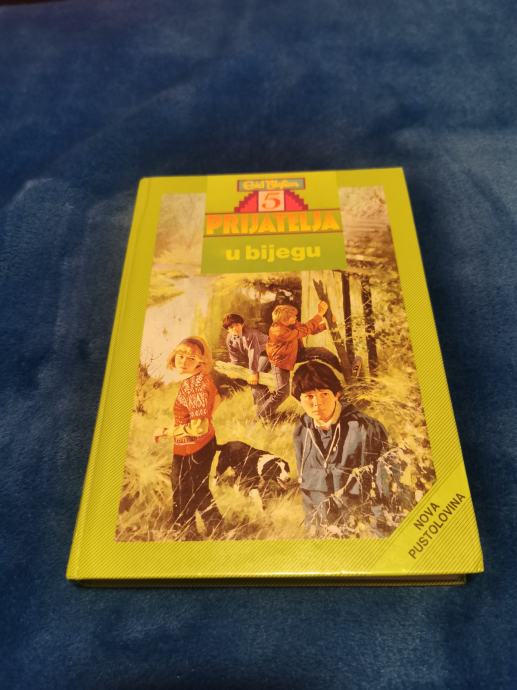 Enid Blyton
5
PRIJATELJA
u bijegu
NOVA
PUSTOLOVINA